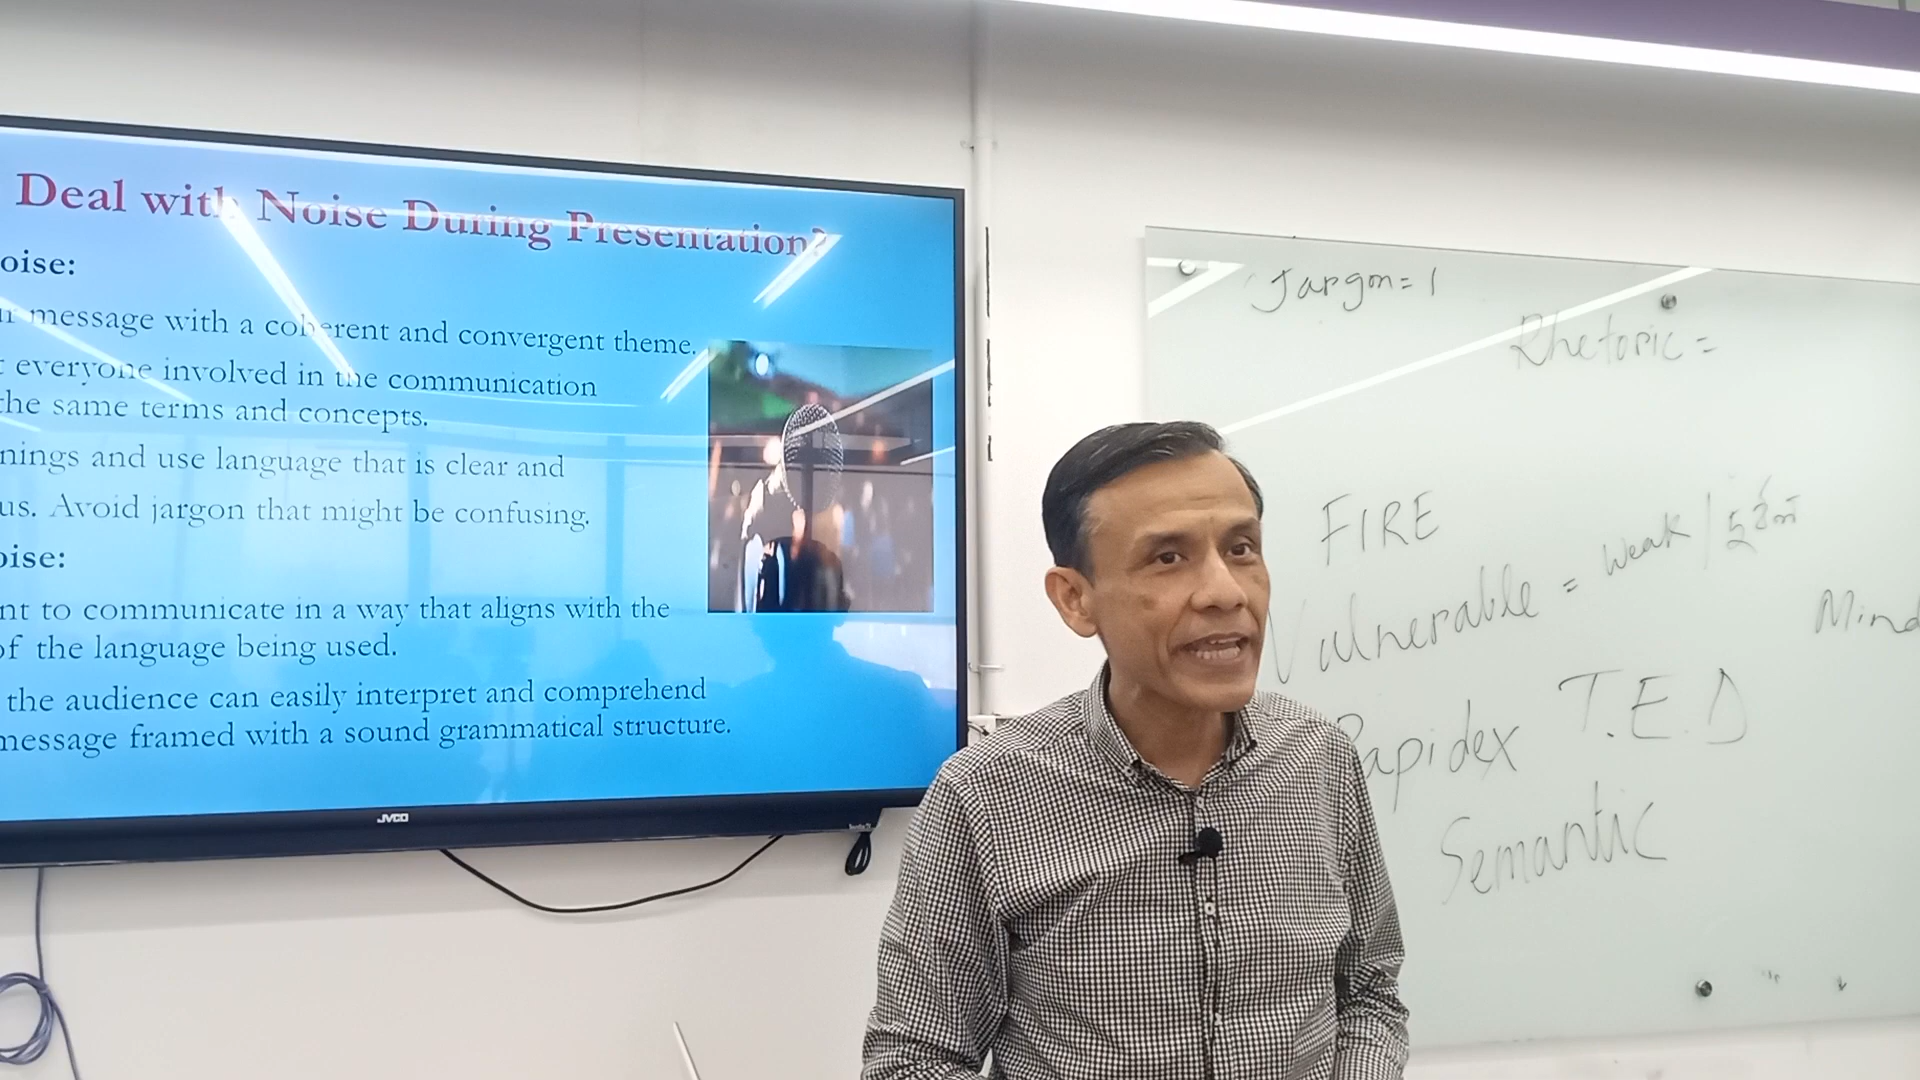 Deal with Noise During Presentation?
oise:
message with a coherent and convergent theme.
everyone involved in the communication
the same terms and concepts.
nings and use language that is clear and
us. Avoid jargon that might be confusing.
oise:
nt to communicate in a way that aligns with the
of the language being used.
the audience can easily interpret and comprehend
message framed with a sound grammatical structure.
JVCO
Jargon = 1
Rhetoric =
FIRE
Vulnerable = weak /
Mind
Rapidex T.E.D
Semantic